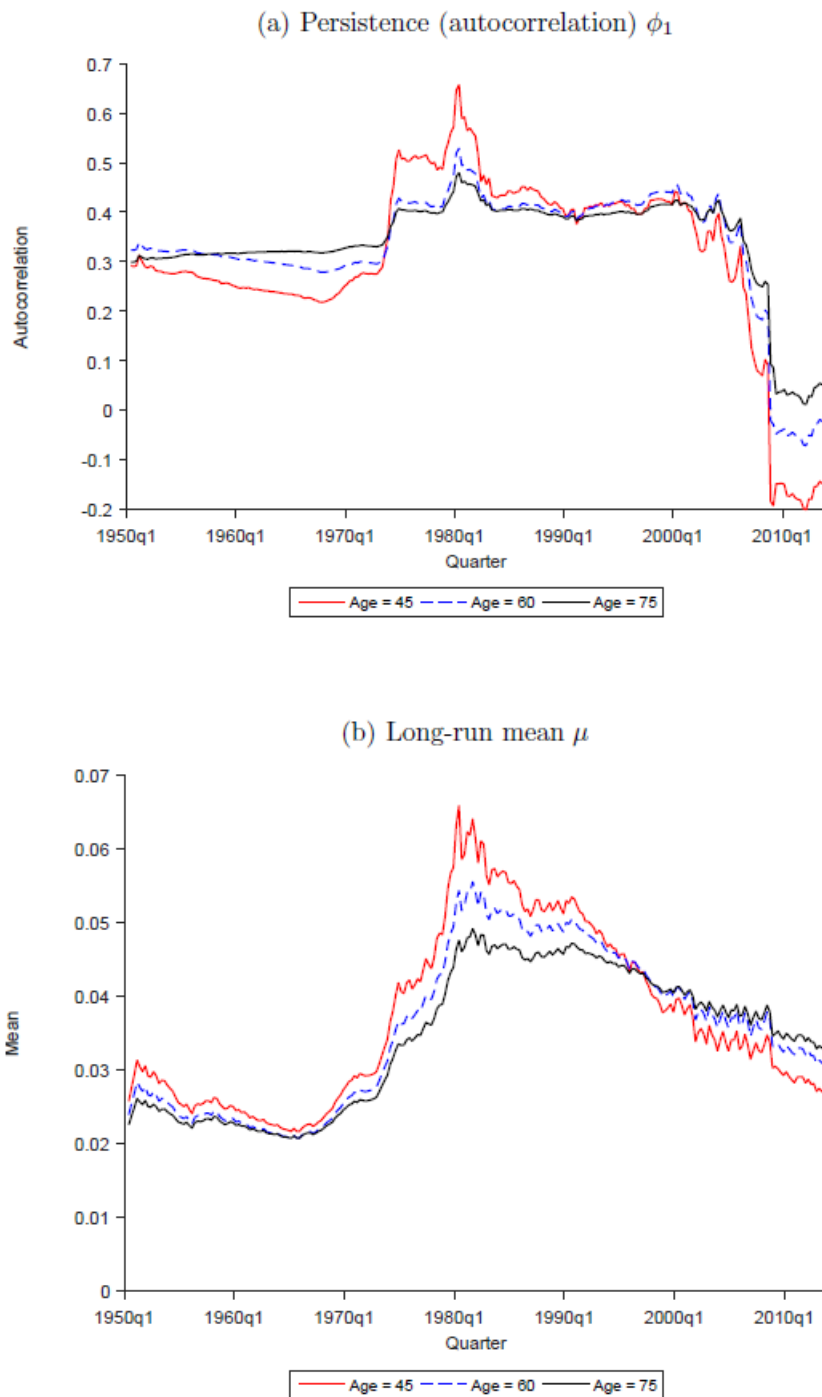 (a) Persistence (autocorrelation) ϕ₁
0.7
0.6
0.5
0.4
0.3
0.2
0.1
0
-0.1
-0.2
Autocorrelation
1950q1 1960q1 1970q1 1980q1 1990q1 2000q1 2010q1
Quarter
Age = 45 Age = 60 Age = 75
(b) Long-run mean μ
0.07
0.06
0.05
0.04
0.03
0.02
0.01
0
Mean
1950q1 1960q1 1970q1 1980q1 1990q1 2000q1 2010q1
Quarter
Age = 45 Age = 60 Age = 75